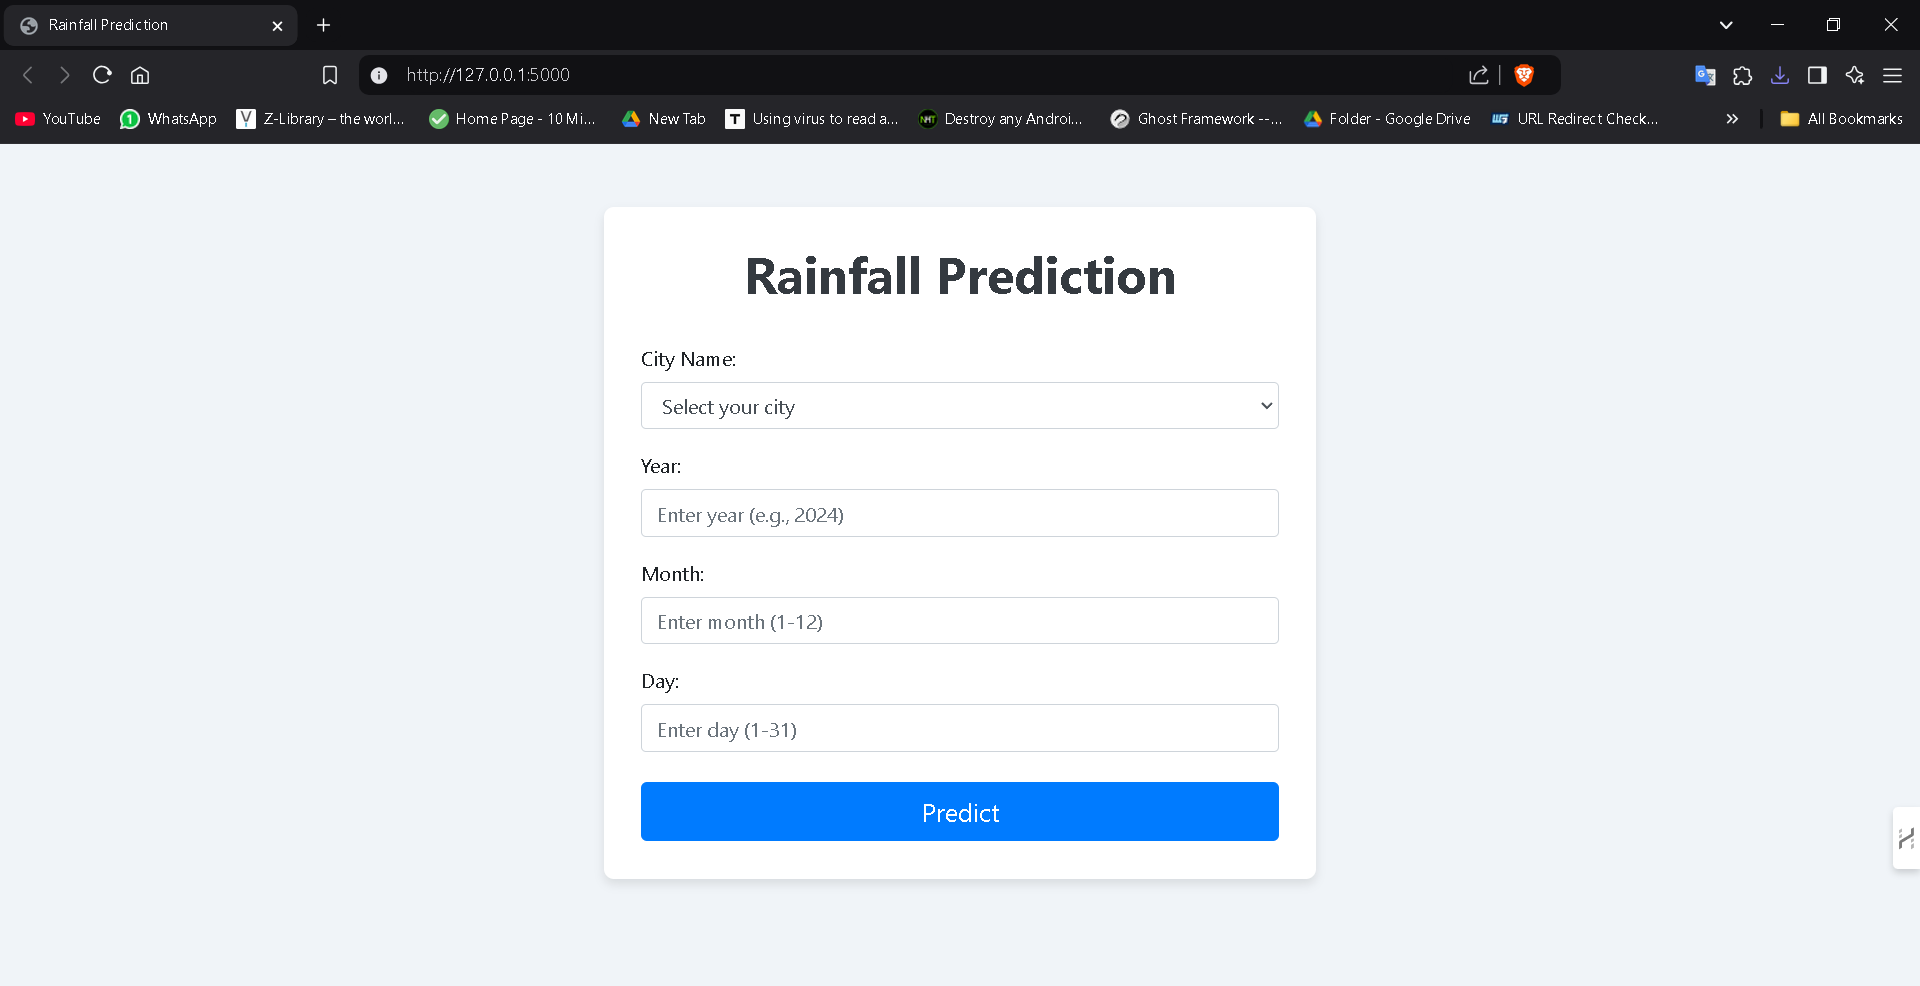 Rainfall Prediction
http://127.0.0.1:5000
YouTube WhatsApp Z-Library – the worl... Home Page - 10 Mi... New Tab Using virus to read a... Destroy any Androi... Ghost Framework --... Folder - Google Drive URL Redirect Check... All Bookmarks
Rainfall Prediction
City Name:
Select your city
Year:
Enter year (e.g., 2024)
Month:
Enter month (1-12)
Day:
Enter day (1-31)
Predict